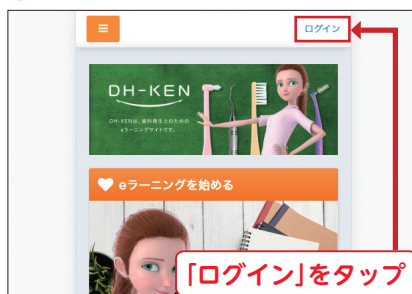 ログイン
DH-KEN
DH-KENは、歯科衛生士のための
eラーニングサイトです。
eラーニングを始める
「ログイン」をタップ